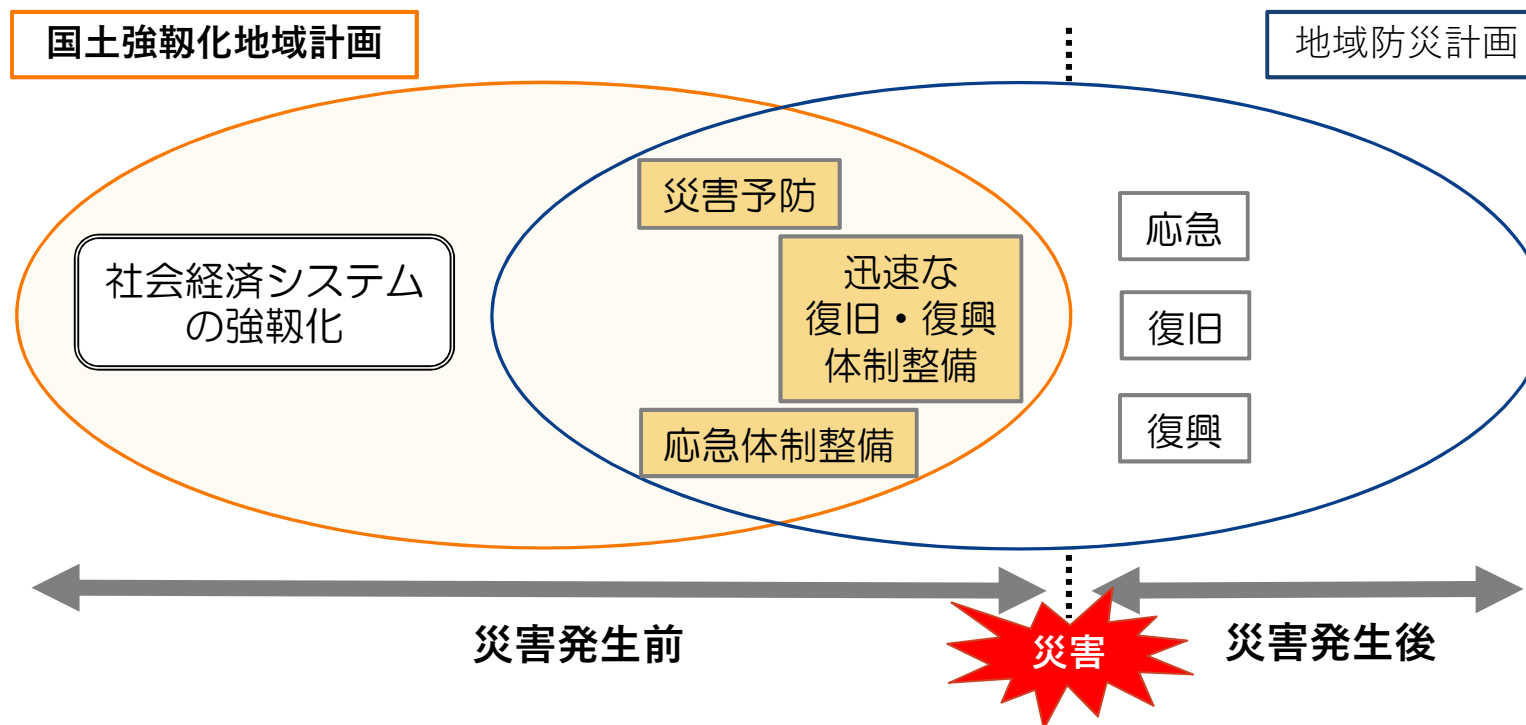 国土強靱化地域計画
地域防災計画
災害予防
社会経済システム
の強靱化
迅速な
復旧・復興
体制整備
応急体制整備
応急
復旧
復興
災害発生前
災害
災害発生後